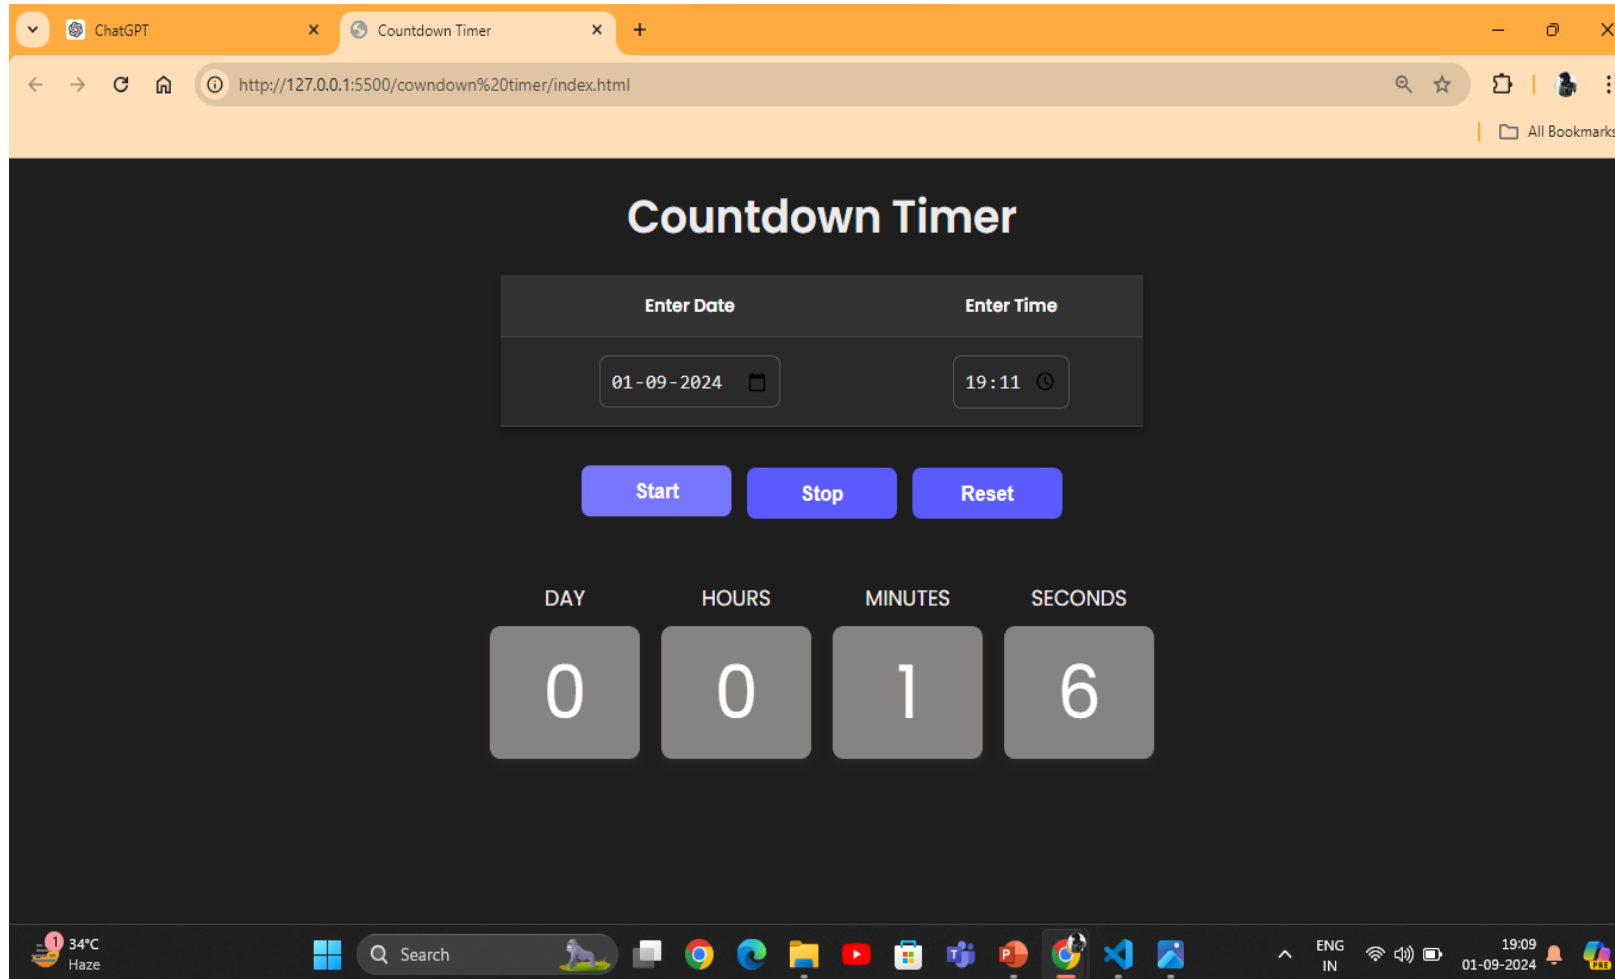 ChatGPT
Countdown Timer
http://127.0.0.1:5500/cowndown%20timer/index.html
All Bookmarks
Countdown Timer
Enter Date Enter Time
01-09-2024 19:11
Start Stop Reset
DAY HOURS MINUTES SECONDS
0 0 1 6
1
34°C
Haze
Search
ENG
IN
19:09
01-09-2024
PRE